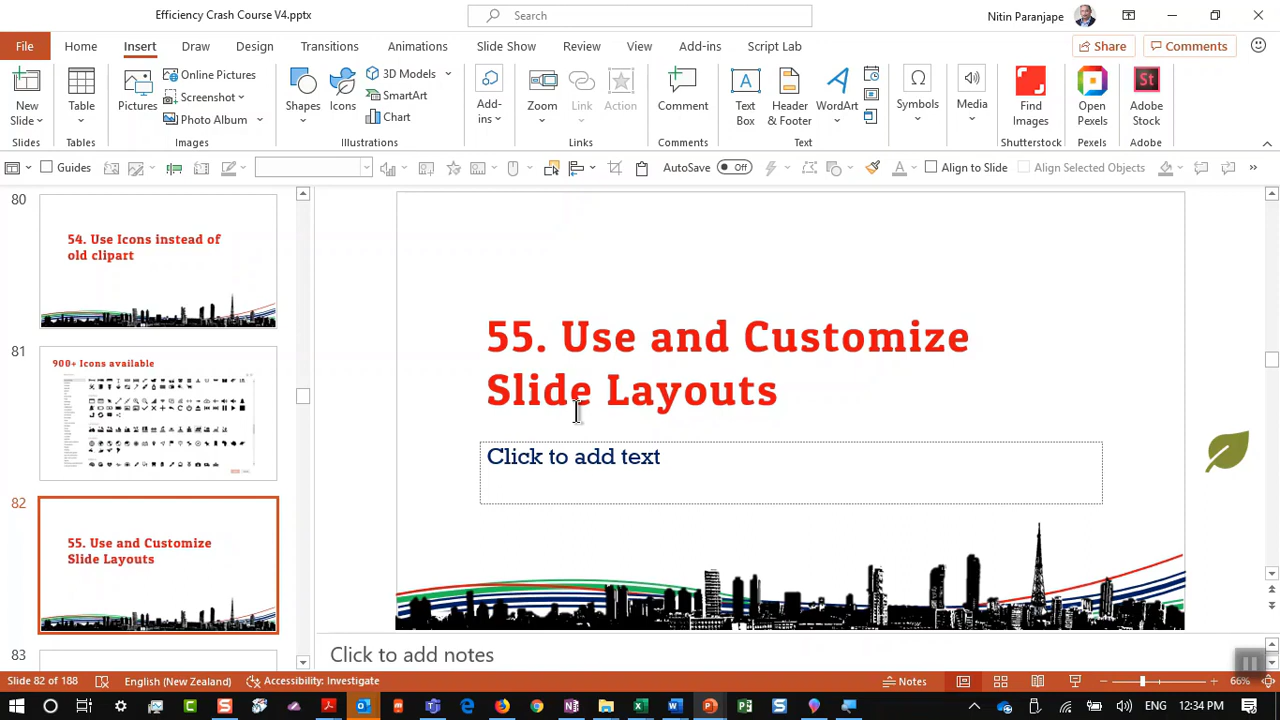 Efficiency Crash Course V4.pptx
Search
Nitin Paranjape
File Home Insert Draw Design Transitions Animations Slide Show Review View Add-ins Script Lab Share Comments
New Slide
Slides
Table
Tables
Pictures
Online Pictures
Screenshot
Photo Album
Images
Shapes
Icons
3D Models
SmartArt
Chart
Illustrations
Add-ins
Zoom
Link
Action
Links
Comment
Comments
Text Box
Header & Footer
WordArt
Text
Symbols
Media
Find Images
Shutterstock
Open Pexels
Pexels
Adobe Stock
Adobe
Guides
AutoSave Off
Align to Slide
Align Selected Objects
80
54. Use Icons instead of
old clipart
81
900+ Icons available
82
55. Use and Customize
Slide Layouts
83
55. Use and Customize
Slide Layouts
Click to add text
Click to add notes
Slide 82 of 188 English (New Zealand) Accessibility: Investigate Notes 66%
12:34 PM